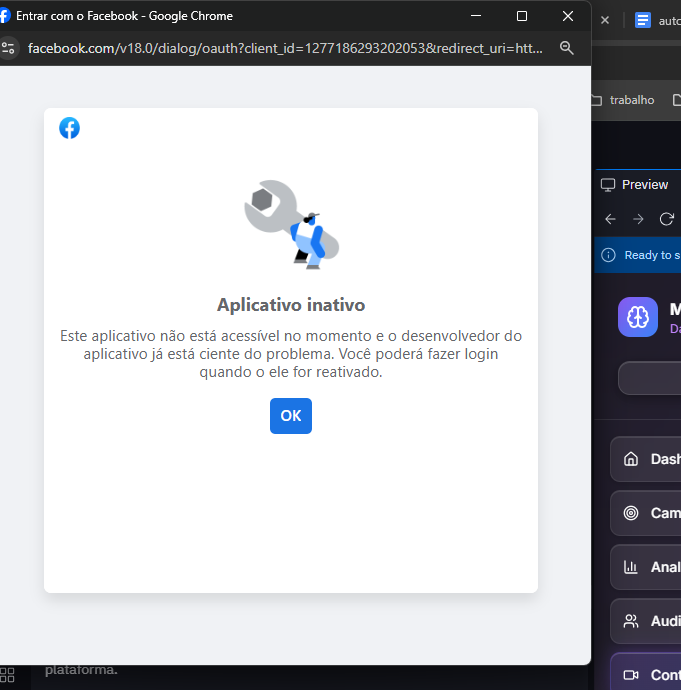 Entrar com o Facebook - Google Chrome
facebook.com/v18.0/dialog/oauth?client_id=1277186293202053&redirect_uri=htt...
Aplicativo inativo
Este aplicativo não está acessível no momento e o desenvolvedor do
aplicativo já está ciente do problema. Você poderá fazer login
quando o ele for reativado.
OK
plataforma.
auto
trabalho
Preview
Ready to s
M
Da
Dash
Cam
Anal
Audi
Cont